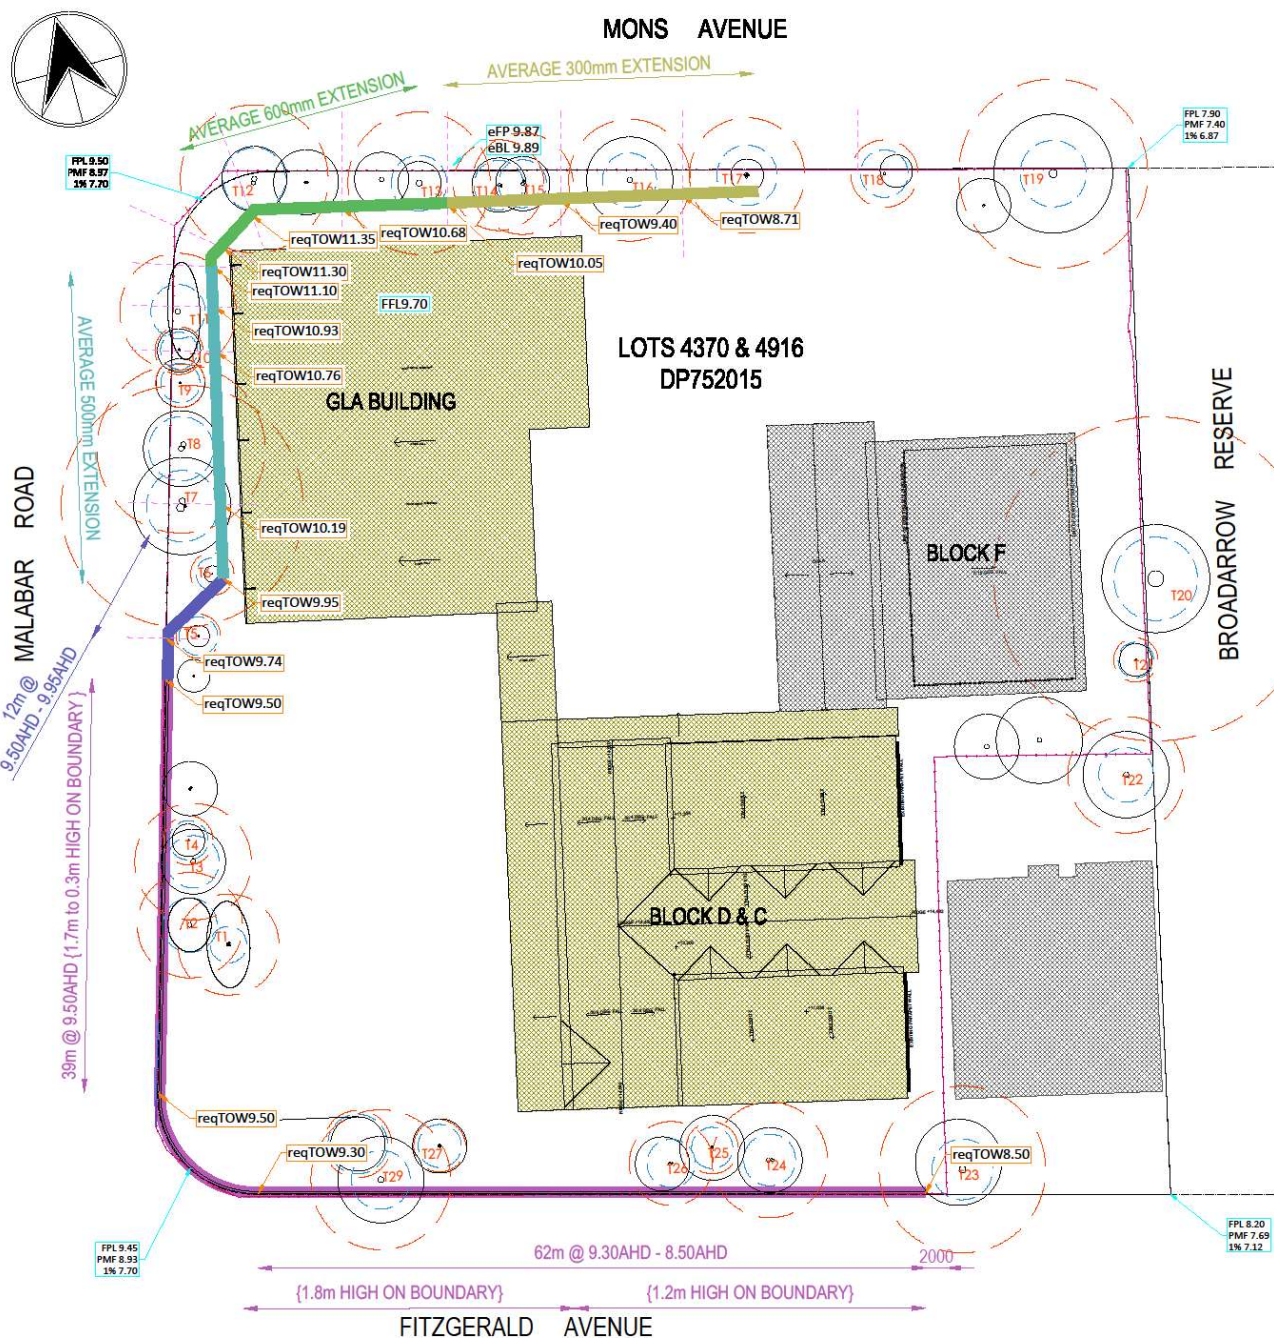 MONS AVENUE
AVERAGE 300mm EXTENSION
AVERAGE 600mm EXTENSION
FPL 7.90
PMF 7.40
1% 6.87
eFP 9.87
eBL 9.89
FPL 9.50
PMF 8.97
1% 7.70
T12
T13
T14
T15
T16
T17
T18
T19
reqTOW11.35
reqTOW10.68
reqTOW9.40
reqTOW8.71
reqTOW10.05
reqTOW11.30
reqTOW11.10
FFL9.70
reqTOW10.93
reqTOW10.76
T11
T10
T9
T8
T7
T6
T5
AVERAGE 500mm EXTENSION
LOTS 4370 & 4916
DP752015
GLA BUILDING
MALABAR ROAD
BROADARROW RESERVE
reqTOW10.19
BLOCK F
reqTOW9.95
T20
T21
reqTOW9.74
reqTOW9.50
12m @
9.50AHD - 9.95AHD
T22
39m @ 9.50AHD {1.7m to 0.3m HIGH ON BOUNDARY }
T4
T3
T2
T1
BLOCK D & C
reqTOW9.50
reqTOW9.30
T29
T27
T26
T25
T24
T23
reqTOW8.50
FPL 9.45
PMF 8.93
1% 7.70
FPL 8.20
PMF 7.69
1% 7.12
62m @ 9.30AHD - 8.50AHD
2000
{1.8m HIGH ON BOUNDARY}
{1.2m HIGH ON BOUNDARY}
FITZGERALD AVENUE